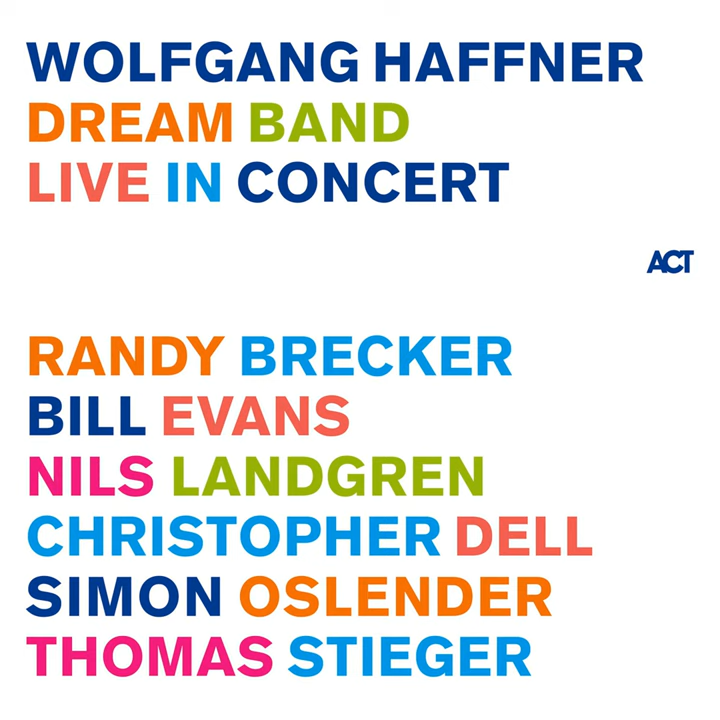 WOLFGANG HAFFNER
DREAM BAND
LIVE IN CONCERT
ACT
RANDY BRECKER
BILL EVANS
NILS LANDGREN
CHRISTOPHER DELL
SIMON OSLENDER
THOMAS STIEGER